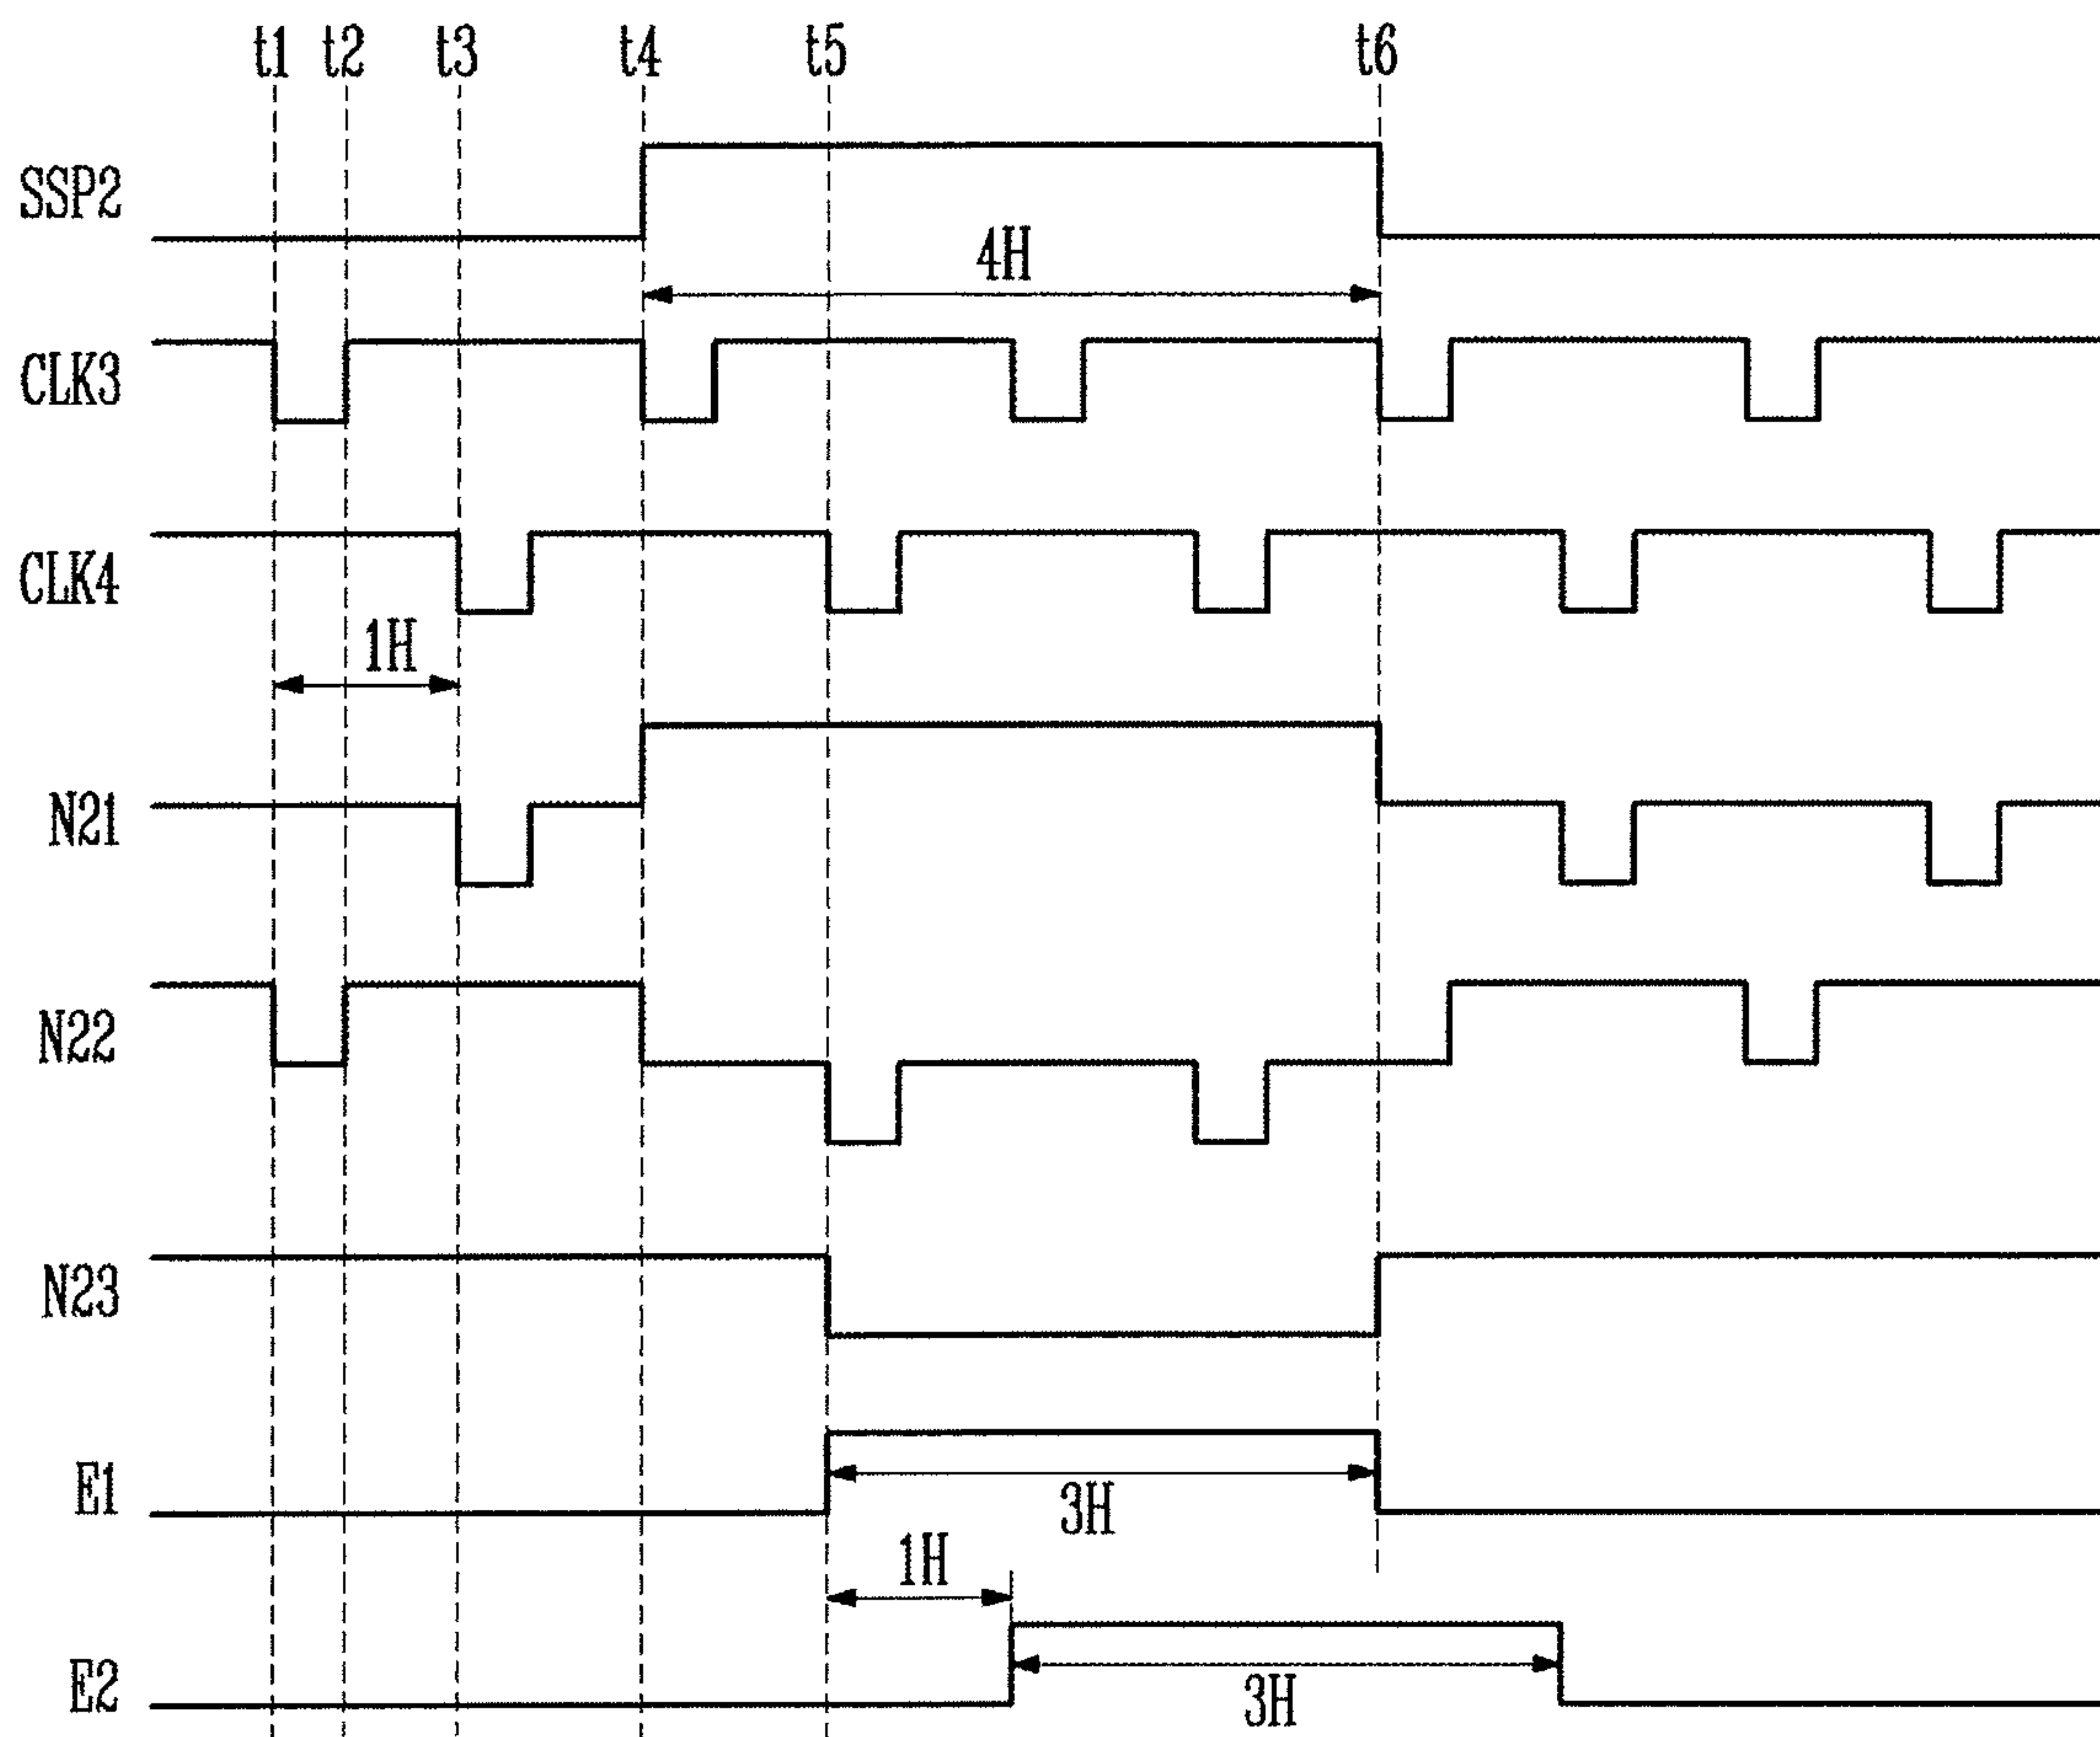 t1 t2 t3 t4 t5 t6
SSP2
4H
CLK3
CLK4
1H
N21
N22
N23
E1
3H
1H
E2
3H